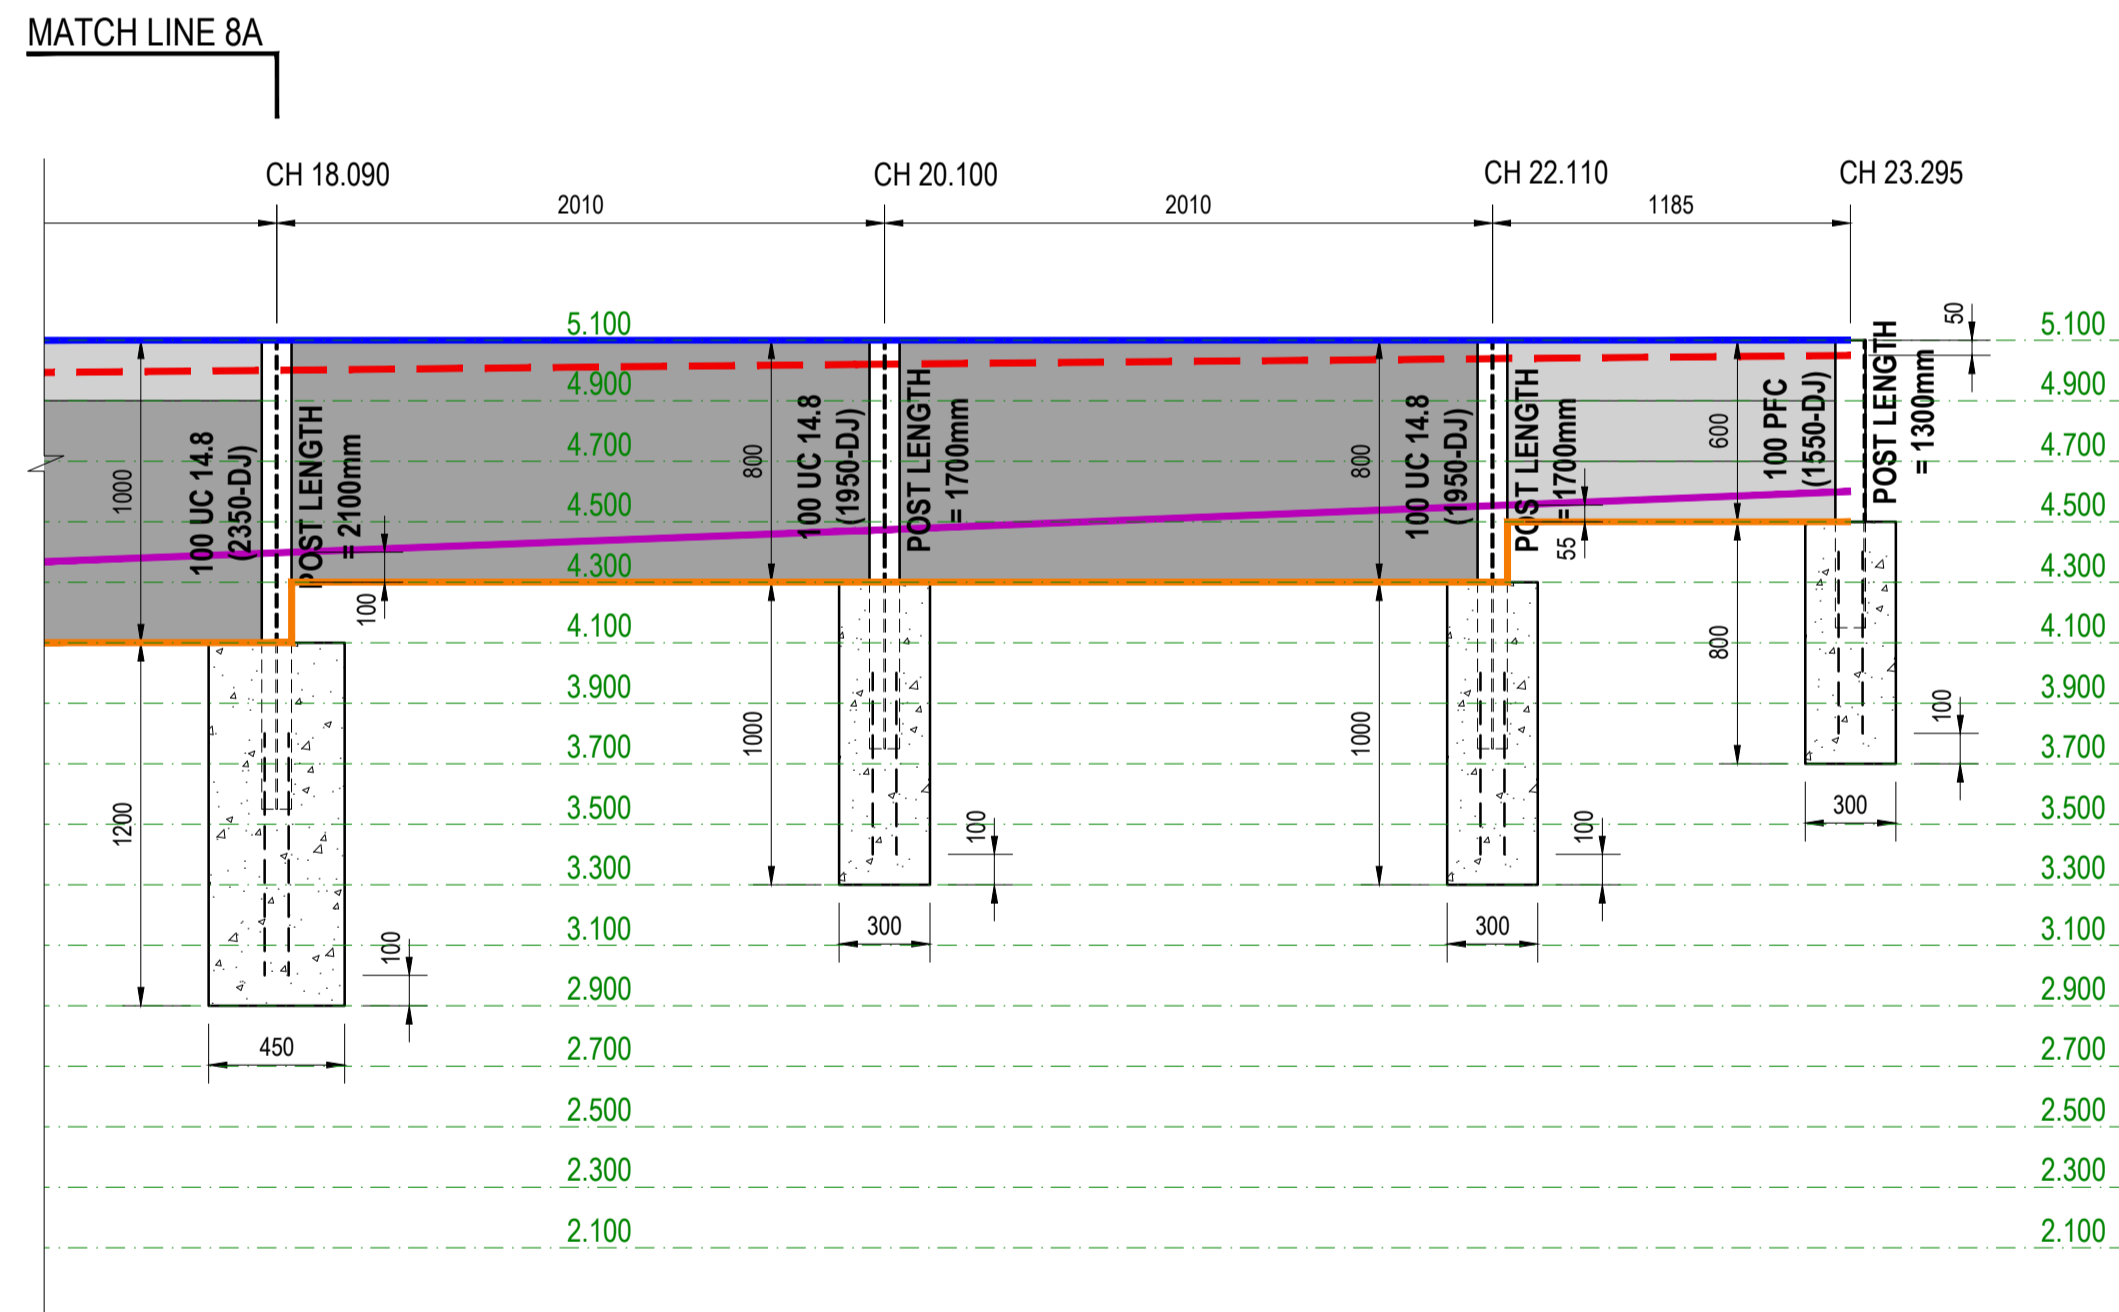 MATCH LINE 8A
CH 18.090
CH 20.100
CH 22.110
CH 23.295
2010
2010
1185
5.100
4.900
4.700
4.500
4.300
4.100
3.900
3.700
3.500
3.300
3.100
2.900
2.700
2.500
2.300
2.100
1000
100 UC 14.8
(2350-DJ)
POST LENGTH
= 2100mm
100
1200
100
450
800
100 UC 14.8
(1950-DJ)
POST LENGTH
= 1700mm
1000
100
300
800
100 UC 14.8
(1950-DJ)
POST LENGTH
= 1700mm
55
1000
100
300
600
100 PFC
(1550-DJ)
POST LENGTH
= 1300mm
50
800
100
300
5.100
4.900
4.700
4.500
4.300
4.100
3.900
3.700
3.500
3.300
3.100
2.900
2.700
2.500
2.300
2.100